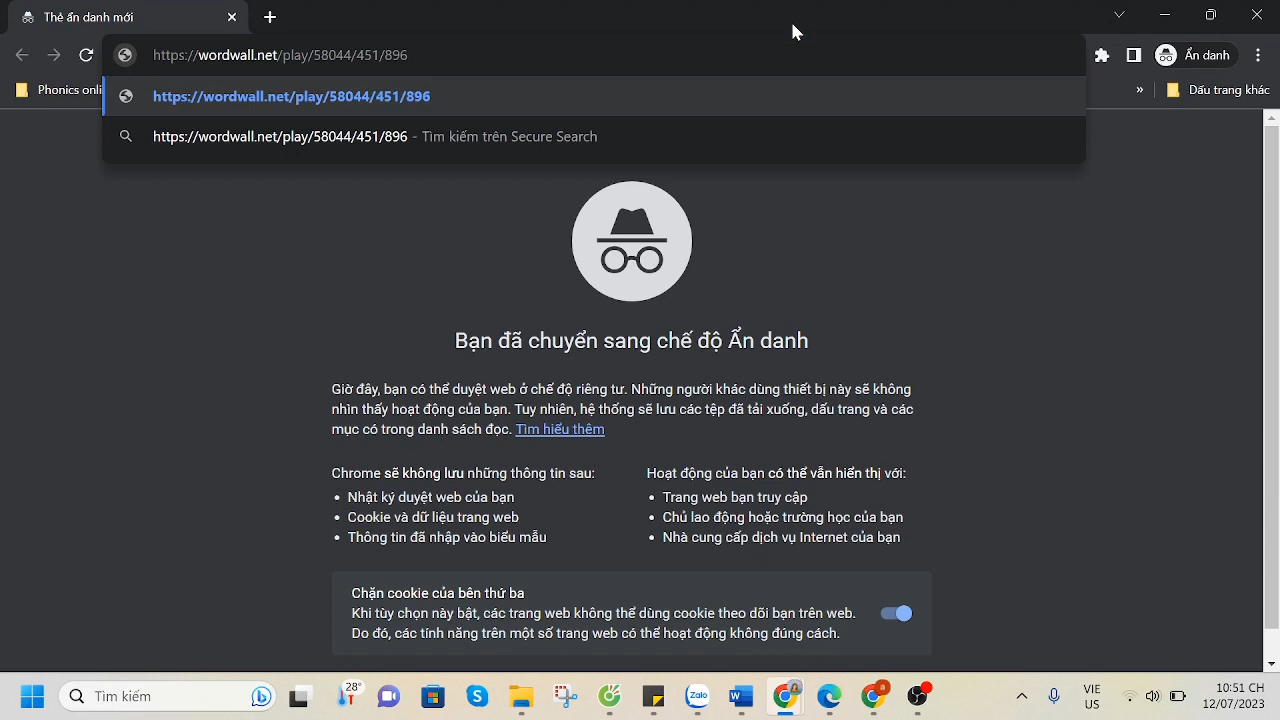 Thẻ ẩn danh mới
https://wordwall.net/play/58044/451/896
Ẩn danh
https://wordwall.net/play/58044/451/896
https://wordwall.net/play/58044/451/896 - Tìm kiếm trên Secure Search
Phonics onli
» Dấu trang khác
Bạn đã chuyển sang chế độ Ẩn danh
Giờ đây, bạn có thể duyệt web ở chế độ riêng tư. Những người khác dùng thiết bị này sẽ không
nhìn thấy hoạt động của bạn. Tuy nhiên, hệ thống sẽ lưu các tệp đã tải xuống, dấu trang và các
mục có trong danh sách đọc. Tìm hiểu thêm
Chrome sẽ không lưu những thông tin sau:
• Nhật ký duyệt web của bạn
• Cookie và dữ liệu trang web
• Thông tin đã nhập vào biểu mẫu
Hoạt động của bạn có thể vẫn hiển thị với:
• Trang web bạn truy cập
• Chủ lao động hoặc trường học của bạn
• Nhà cung cấp dịch vụ Internet của bạn
Chặn cookie của bên thứ ba
Khi tùy chọn này bật, các trang web không thể dùng cookie theo dõi bạn trên web.
Do đó, các tính năng trên một số trang web có thể hoạt động không đúng cách.
Tìm kiếm
28°
Zalo
VIE
US
10:51 CH
12/07/2023